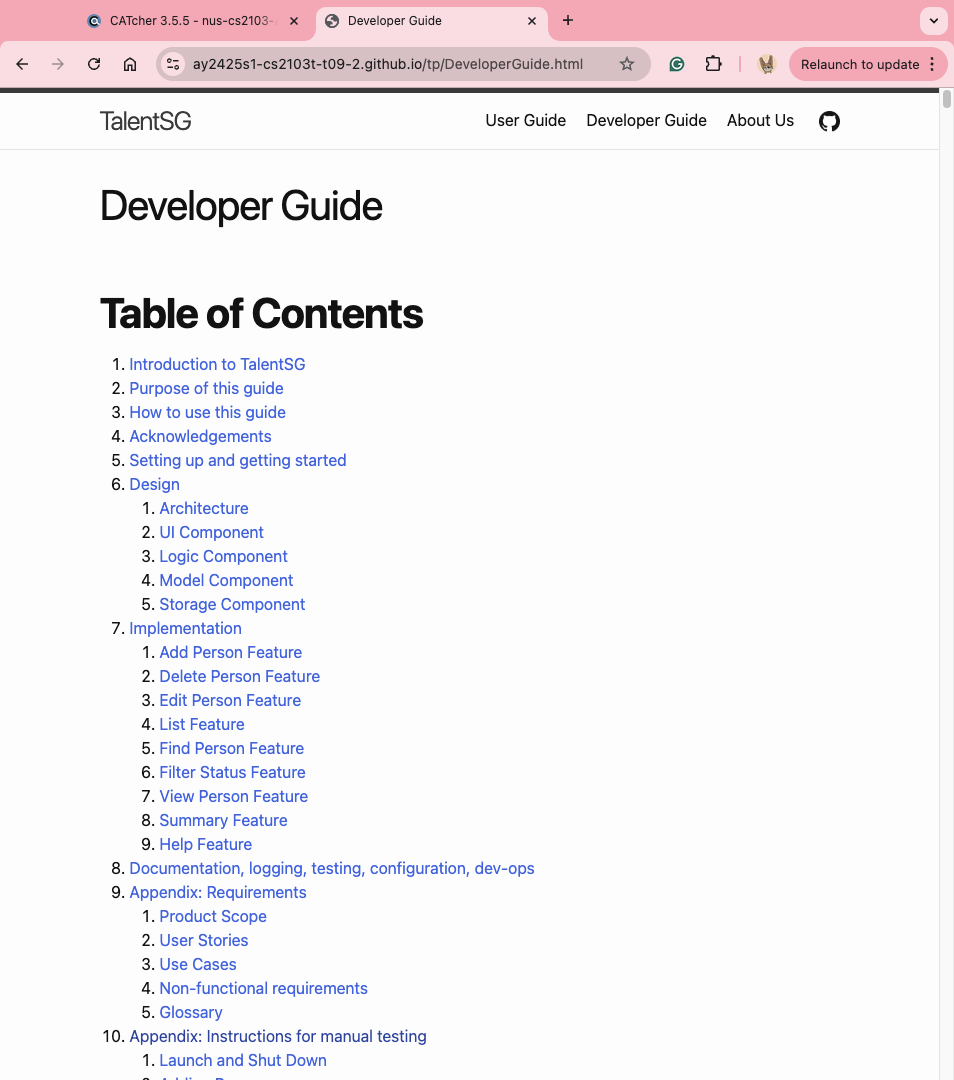 CATcher 3.5.5 - nus-cs2103-
Developer Guide
ay2425s1-cs2103t-t09-2.github.io/tp/DeveloperGuide.html
Relaunch to update
TalentSG
User Guide
Developer Guide
About Us
Developer Guide
Table of Contents
1. Introduction to TalentSG
2. Purpose of this guide
3. How to use this guide
4. Acknowledgements
5. Setting up and getting started
6. Design
1. Architecture
2. UI Component
3. Logic Component
4. Model Component
5. Storage Component
7. Implementation
1. Add Person Feature
2. Delete Person Feature
3. Edit Person Feature
4. List Feature
5. Find Person Feature
6. Filter Status Feature
7. View Person Feature
8. Summary Feature
9. Help Feature
8. Documentation, logging, testing, configuration, dev-ops
9. Appendix: Requirements
1. Product Scope
2. User Stories
3. Use Cases
4. Non-functional requirements
5. Glossary
10. Appendix: Instructions for manual testing
1. Launch and Shut Down